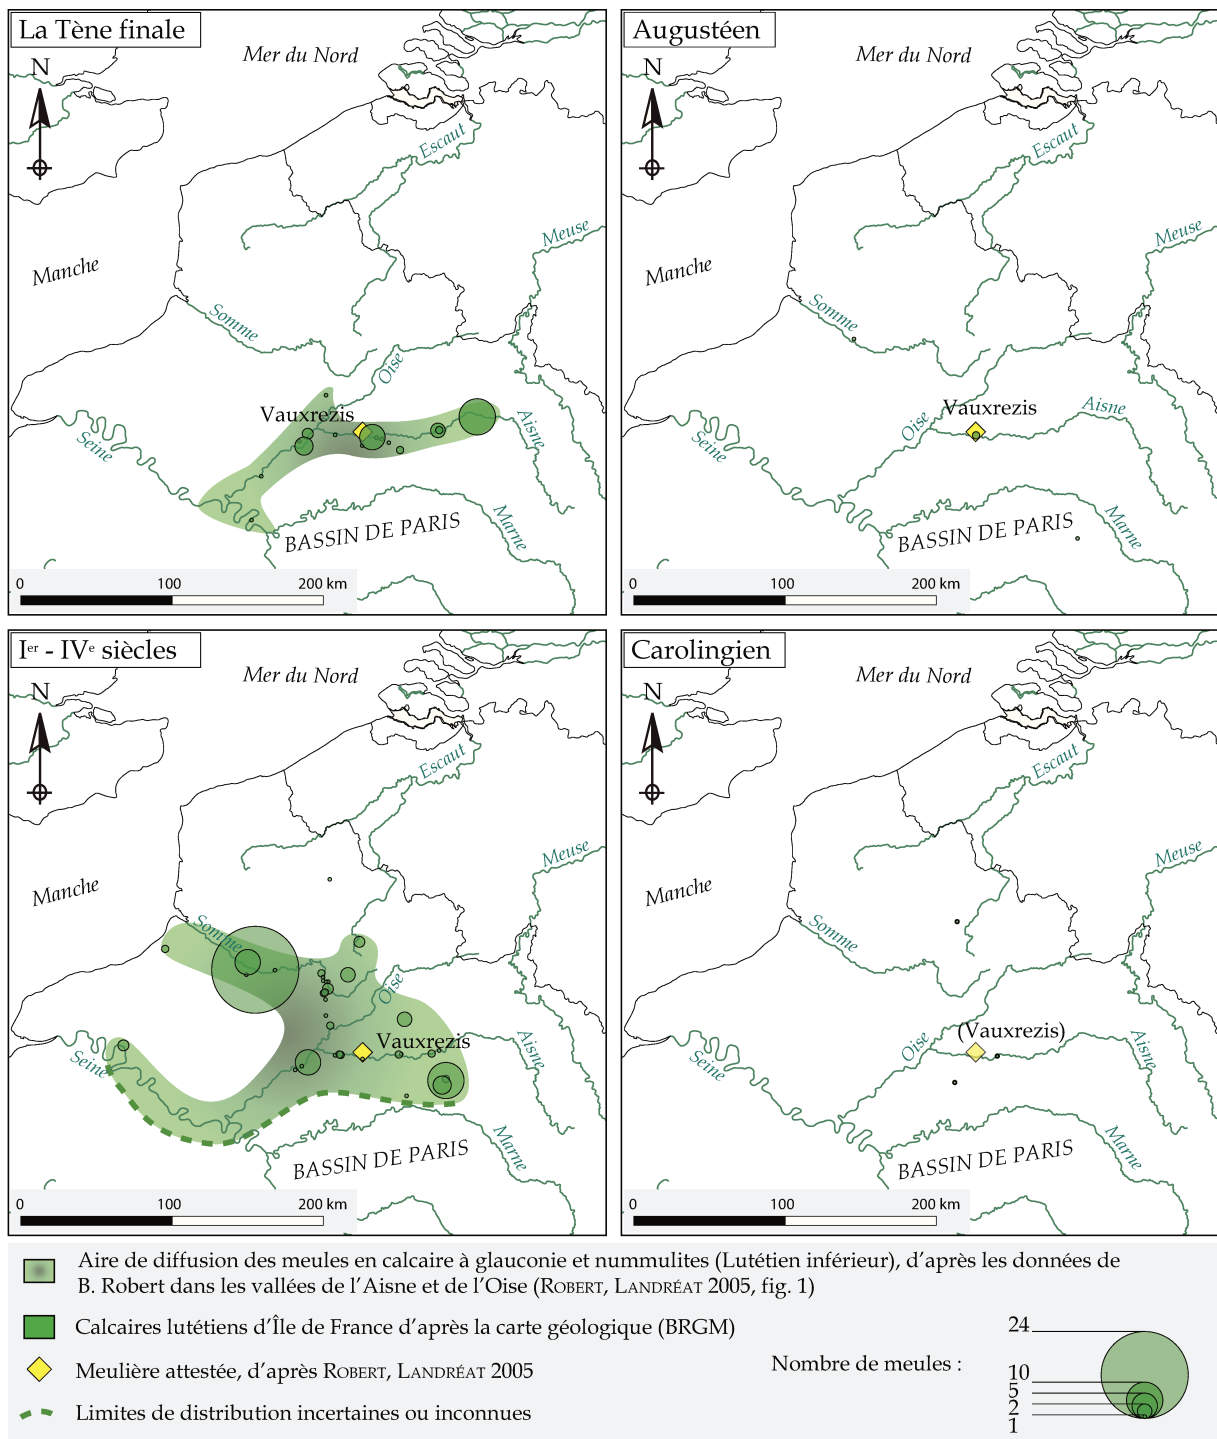 La Tène finale
Mer du Nord
N
Escaut
Meuse
Manche
Somme
Oise
Vauxrezis
Aisne
Seine
Marne
BASSIN DE PARIS
0 100 200 km
Augustéen
Mer du Nord
N
Escaut
Meuse
Manche
Somme
Vauxrezis
Aisne
Oise
Seine
Marne
BASSIN DE PARIS
0 100 200 km
Ier - IVe siècles
Mer du Nord
N
Escaut
Meuse
Manche
Somme
Oise
Vauxrezis
Aisne
Seine
Marne
BASSIN DE PARIS
0 100 200 km
Carolingien
Mer du Nord
N
Escaut
Meuse
Manche
Somme
(Vauxrezis)
Oise
Aisne
Seine
Marne
BASSIN DE PARIS
0 100 200 km
Aire de diffusion des meules en calcaire à glauconie et nummulites (Lutétien inférieur), d'après les données de
B. Robert dans les vallées de l'Aisne et de l'Oise (ROBERT, LANDRÉAT 2005, fig. 1)
Calcaires lutétiens d'Île de France d'après la carte géologique (BRGM)
Meulière attestée, d'après ROBERT, LANDRÉAT 2005
Limites de distribution incertaines ou inconnues
Nombre de meules :
24
10
5
2
1